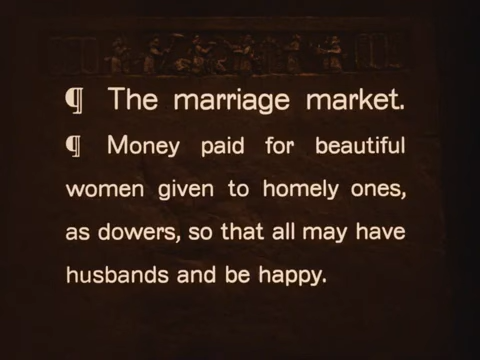 ¶ The marriage market.
¶ Money paid for beautiful
women given to homely ones,
as dowers, so that all may have
husbands and be happy.